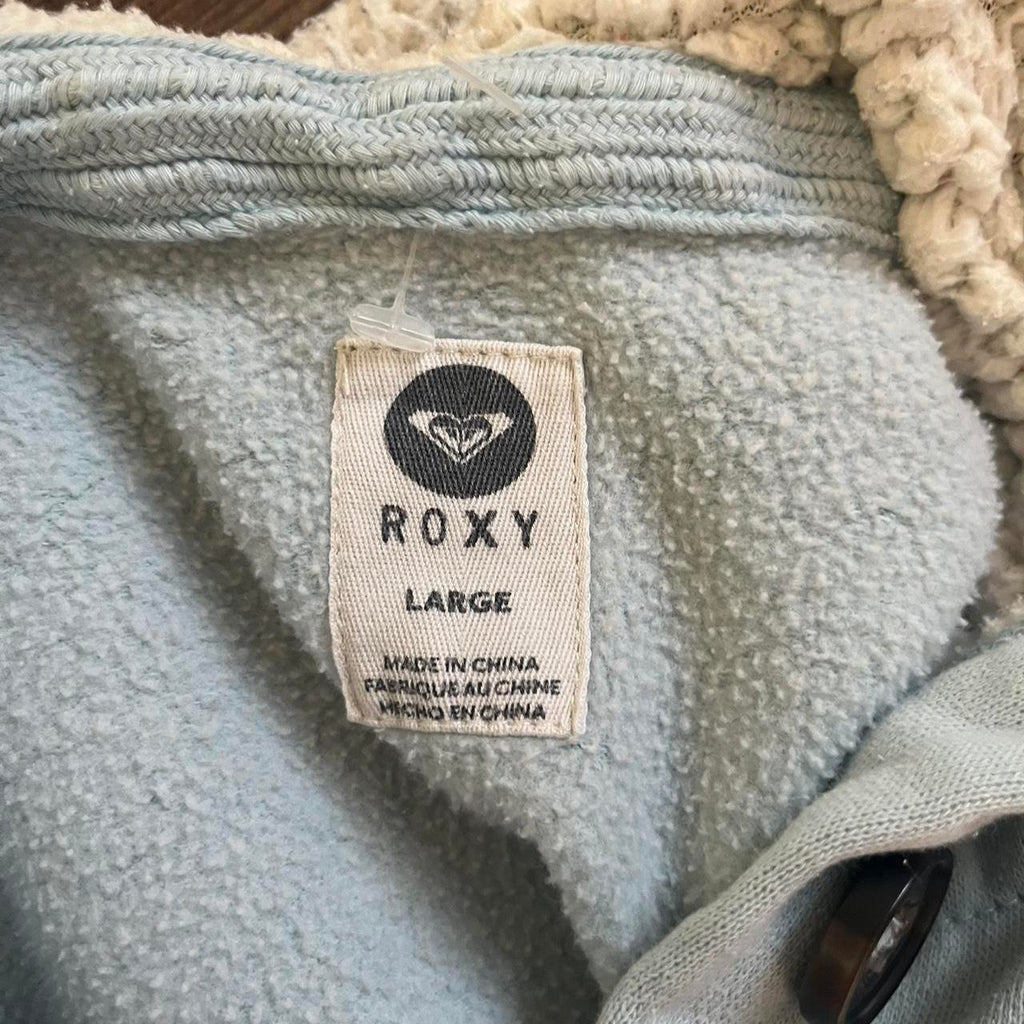 ROXY
LARGE
MADE IN CHINA
FABRIQUE AU CHINE
HECHO EN CHINA